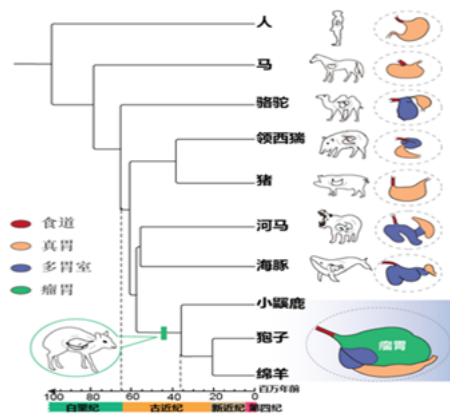 人
马
骆驼
领西猯
猪
河马
海豚
小鼷鹿
狍子
绵羊
食道
真胃
多胃室
瘤胃
瘤胃
100 80 60 40 20 0 百万年前
白垩纪 古近纪 新近纪 第四纪